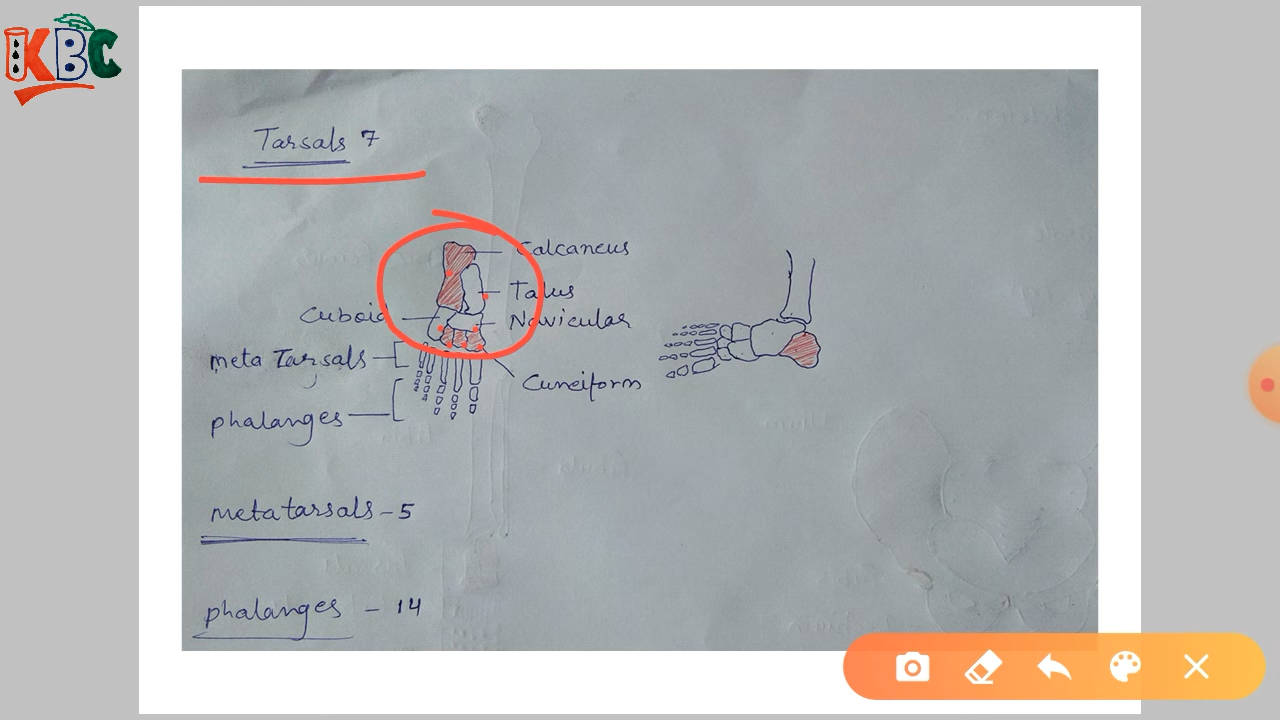 KBC
Tarsals 7
Calcaneus
Talus
Cuboid
Navicular
meta Tarsals
Cuneiform
phalanges
metatarsals - 5
phalanges - 14